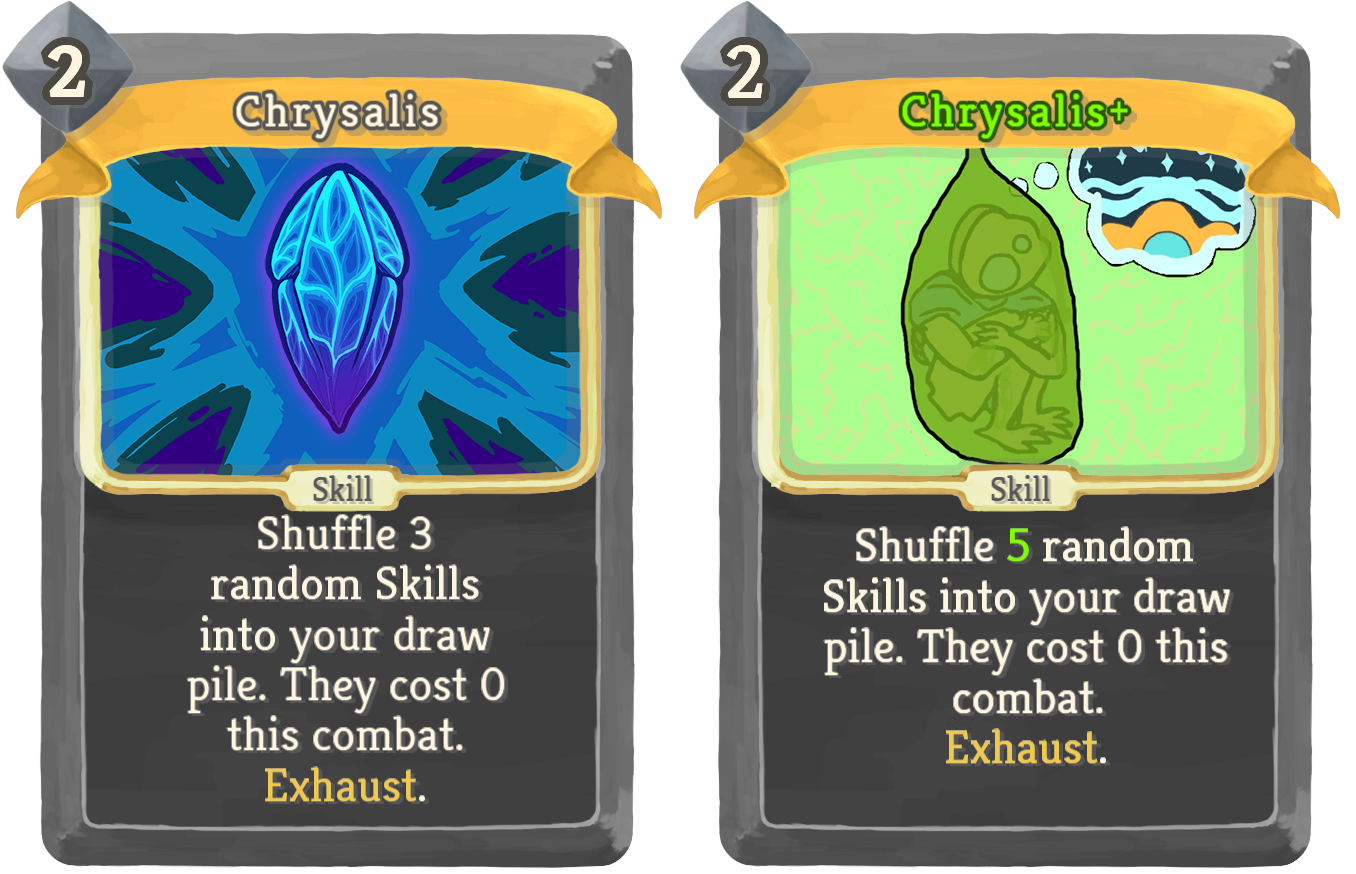 2
Chrysalis
Skill
Shuffle 3
random Skills
into your draw
pile. They cost 0
this combat.
Exhaust.
2
Chrysalis+
Skill
Shuffle 5 random
Skills into your draw
pile. They cost 0 this
combat.
Exhaust.